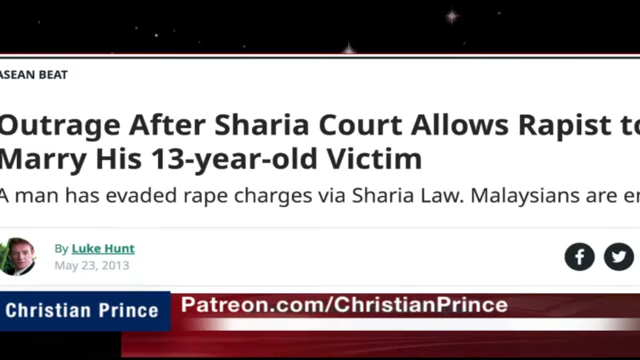 ASEAN BEAT
Outrage After Sharia Court Allows Rapist to
Marry His 13-year-old Victim
A man has evaded rape charges via Sharia Law. Malaysians are
By Luke Hunt
May 23, 2013
Christian Prince
Patreon.com/ChristianPrince